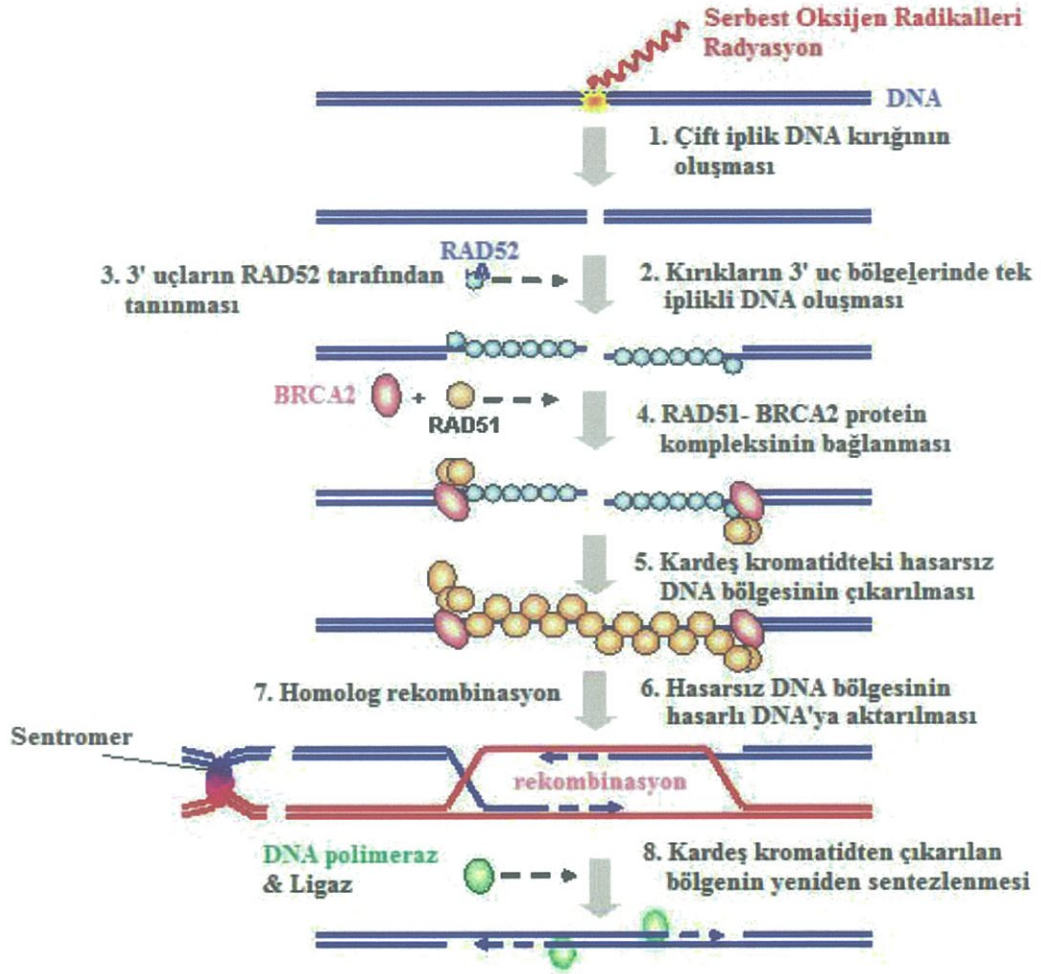 Serbest Oksijen Radikalleri
Radyasyon
DNA
1. Çift iplik DNA kırığının
oluşması
RAD52
3. 3' uçların RAD52 tarafından
tanınması
2. Kırıkların 3' uc bölgelerinde tek
iplikli DNA oluşması
BRCA2
+
RAD51
4. RAD51- BRCA2 protein
kompleksinin bağlanması
5. Kardeş kromatidteki hasarsız
DNA bölgesinin çıkarılması
7. Homolog rekombinasyon
6. Hasarsız DNA bölgesinin
hasarlı DNA'ya aktarılması
Sentromer
rekombinasyon
DNA polimeraz
& Ligaz
8. Kardeş kromatidten çıkarılan
bölgenin yeniden sentezlenmesi